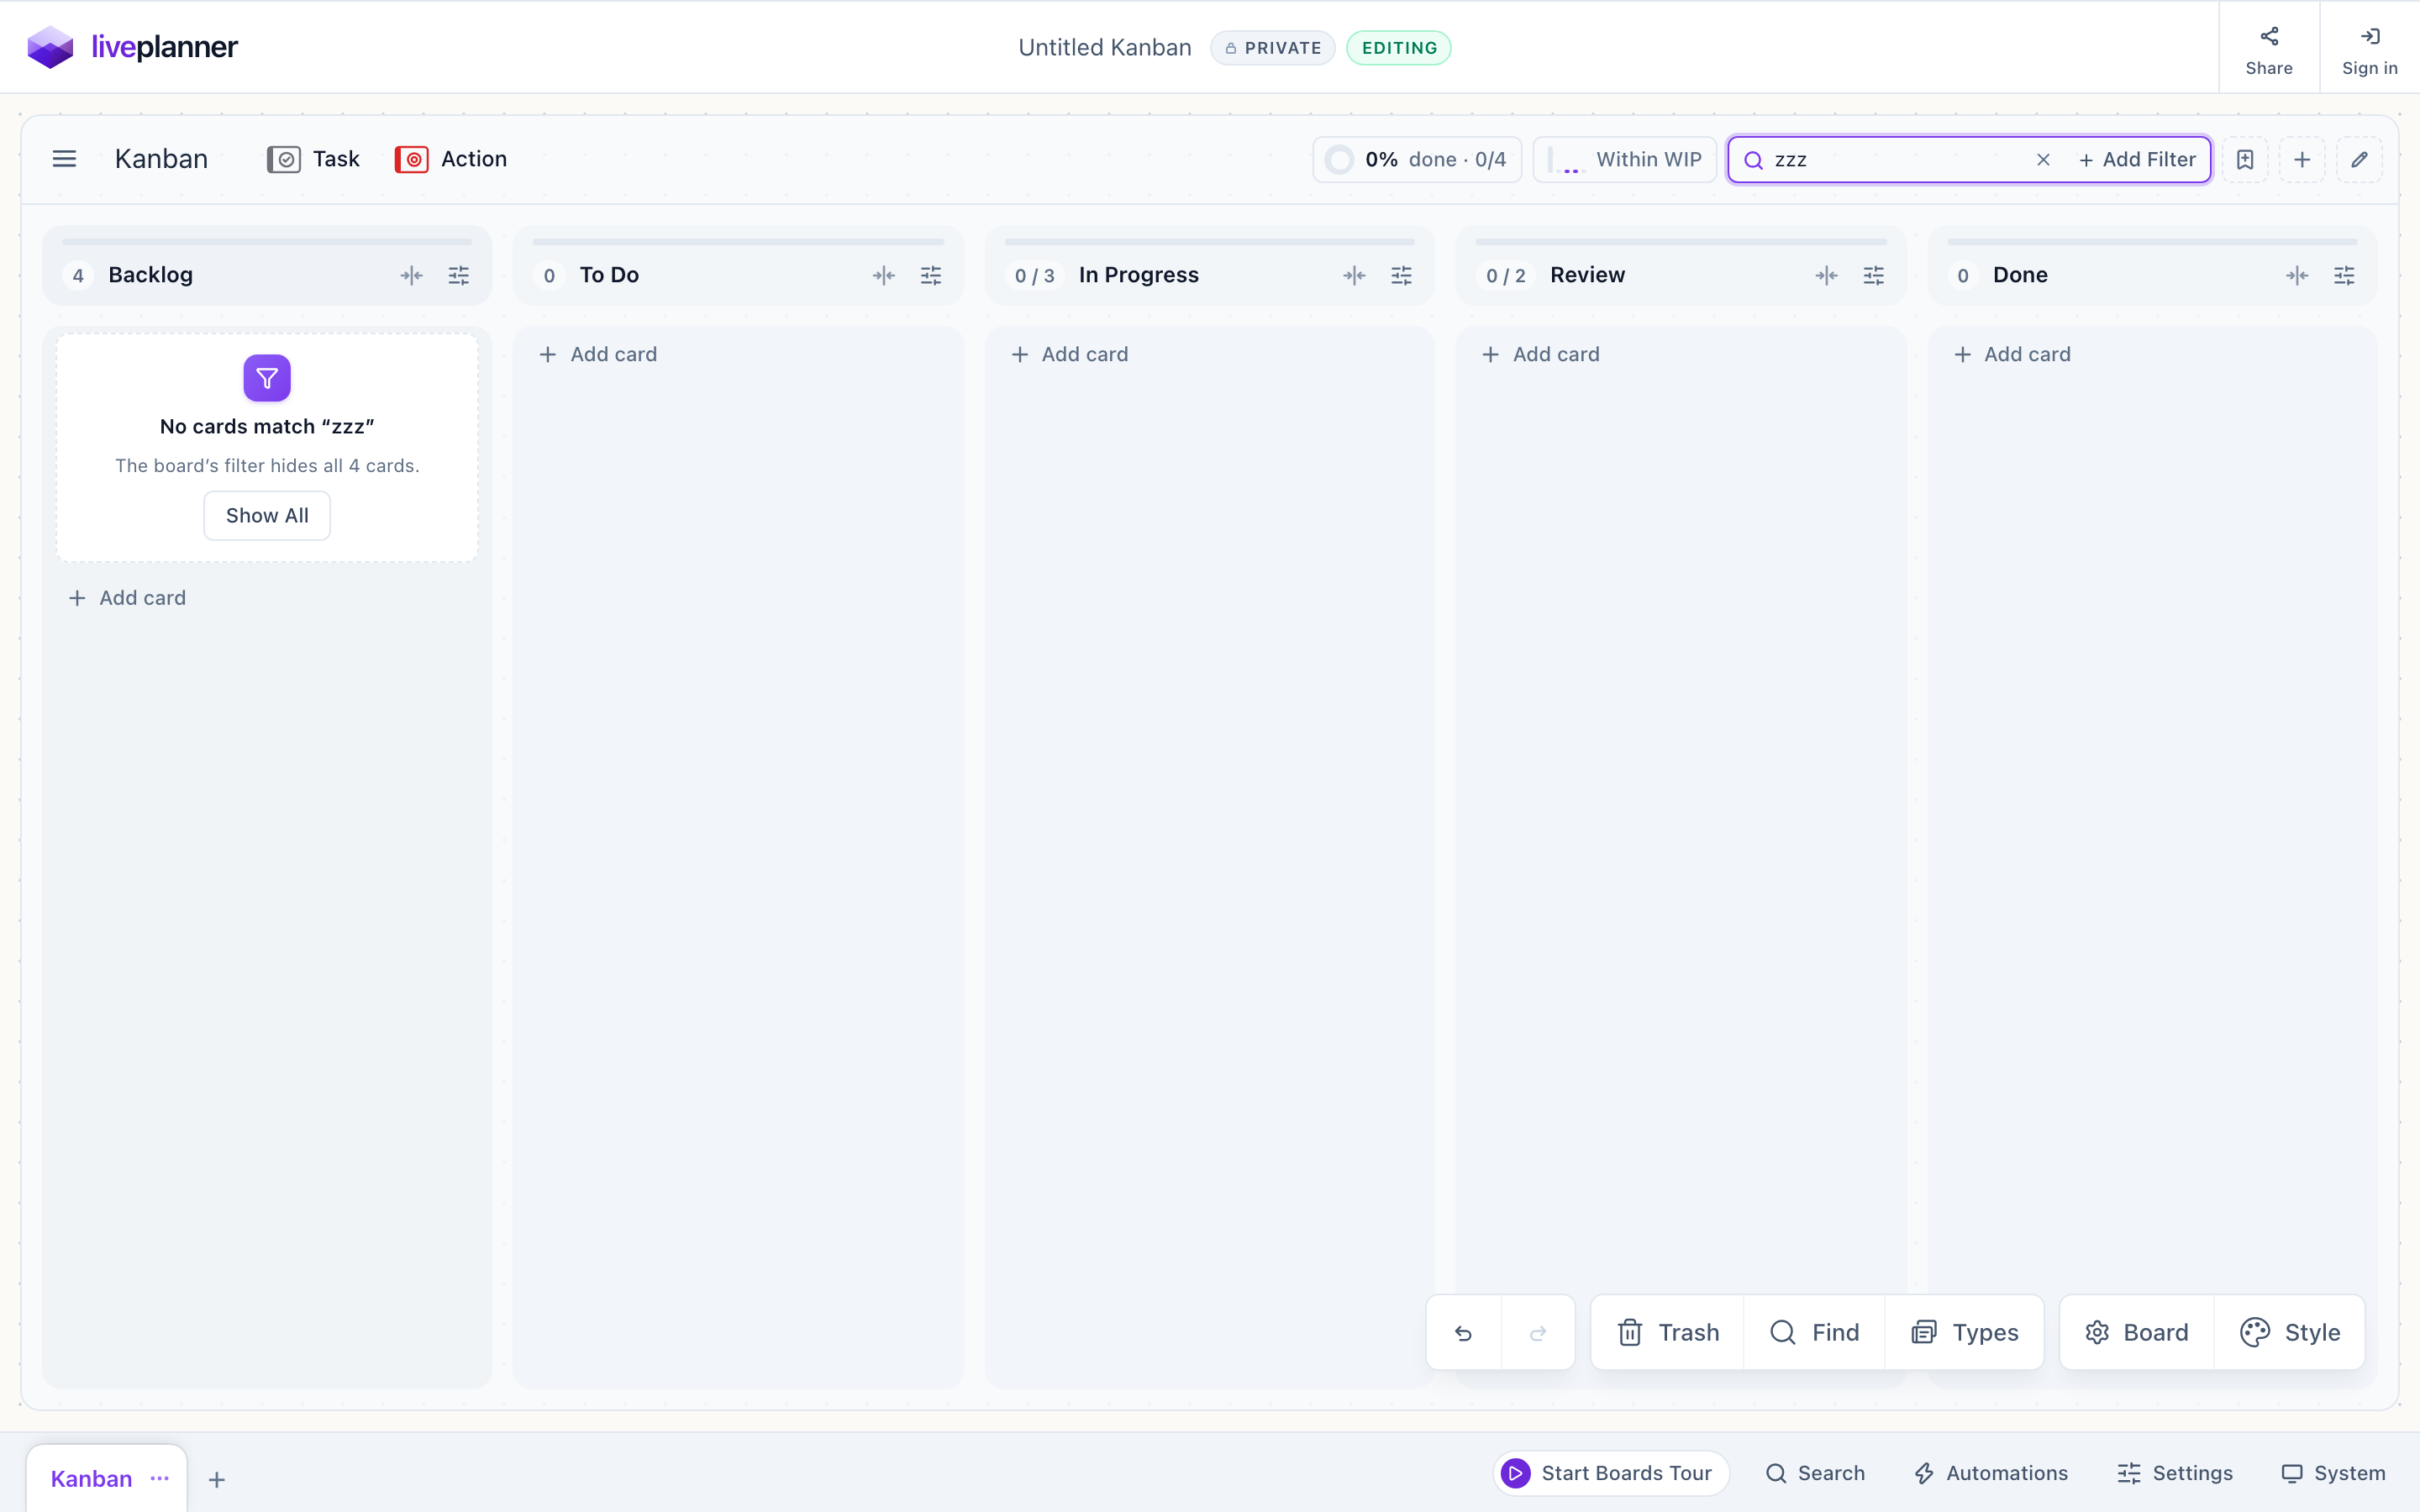 liveplanner
Untitled Kanban
PRIVATE
EDITING
Share
Sign in
Kanban
Task
Action
0% done · 0/4
Within WIP
zzz
Add Filter
4 Backlog
0 To Do
0 / 3 In Progress
0 / 2 Review
0 Done
No cards match “zzz”
The board’s filter hides all 4 cards.
Show All
Add card
Add card
Add card
Add card
Add card
Trash
Find
Types
Board
Style
Kanban
Start Boards Tour
Search
Automations
Settings
System